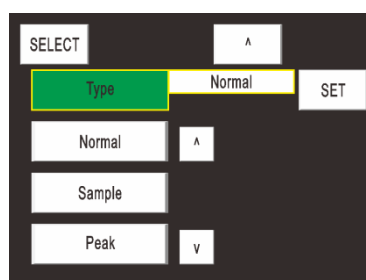 SELECT ∧
Type Normal SET
Normal ∧
Sample
Peak ∨